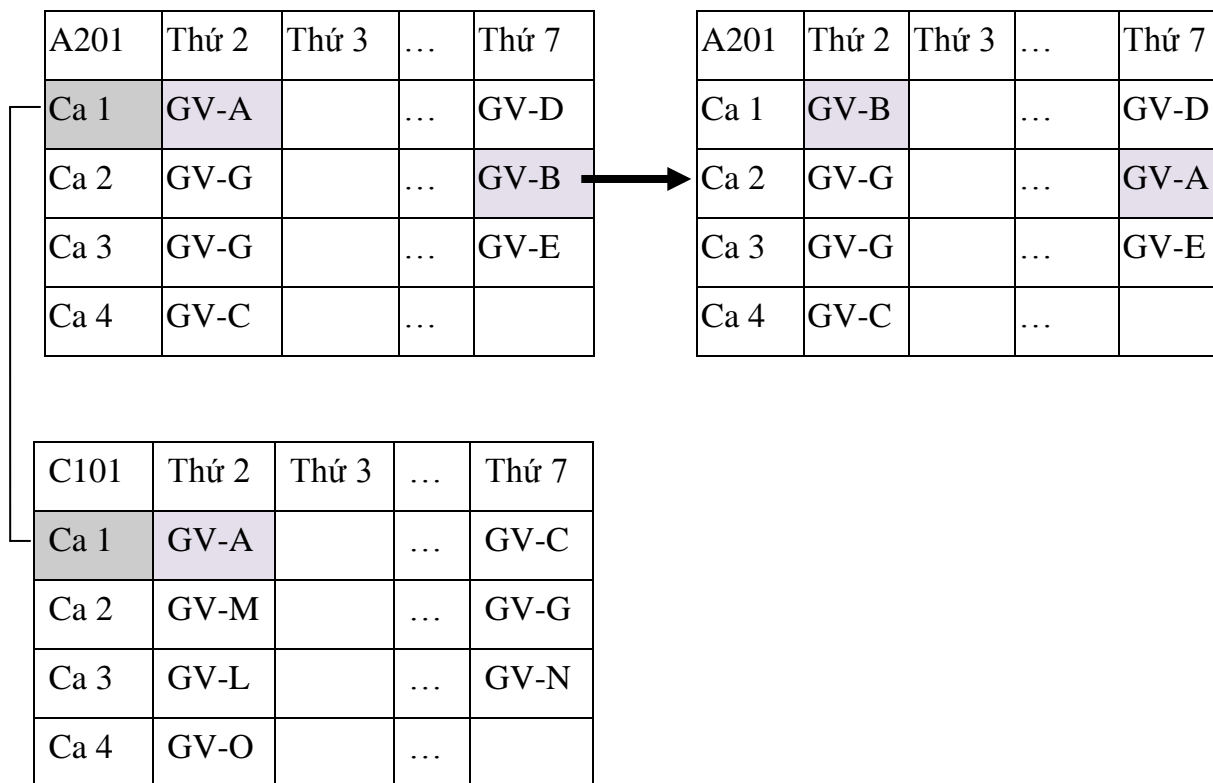 A201 Thứ 2 Thứ 3 … Thứ 7
Ca 1 GV-A … GV-D
Ca 2 GV-G … GV-B
Ca 3 GV-G … GV-E
Ca 4 GV-C …
A201 Thứ 2 Thứ 3 … Thứ 7
Ca 1 GV-B … GV-D
Ca 2 GV-G … GV-A
Ca 3 GV-G … GV-E
Ca 4 GV-C …
C101 Thứ 2 Thứ 3 … Thứ 7
Ca 1 GV-A … GV-C
Ca 2 GV-M … GV-G
Ca 3 GV-L … GV-N
Ca 4 GV-O …